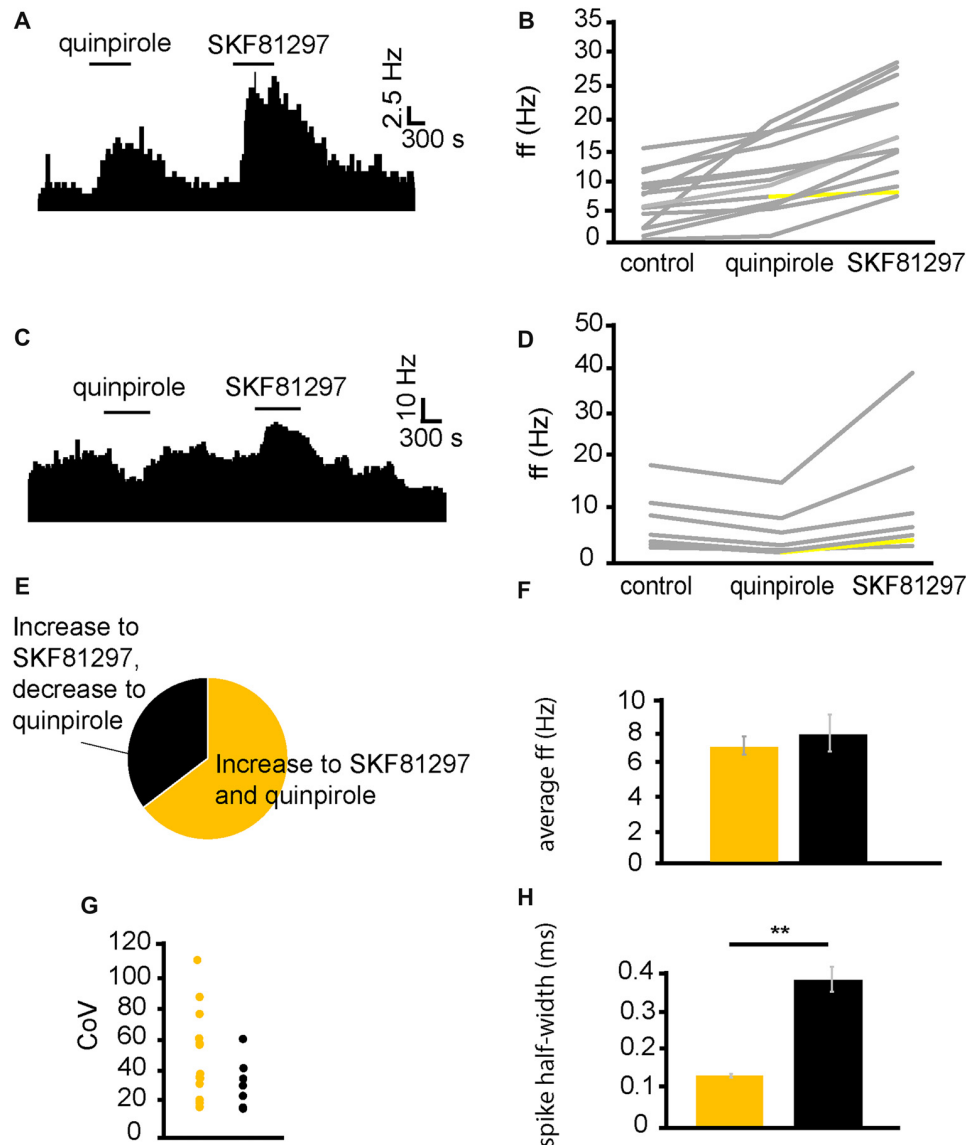 A
quinpirole
SKF81297
2.5 Hz
300 s
B
35
30
25
20
15
10
5
0
ff (Hz)
control
quinpirole
SKF81297
C
quinpirole
SKF81297
10 Hz
300 s
D
50
40
30
20
10
0
ff (Hz)
control
quinpirole
SKF81297
E
Increase to
SKF81297,
decrease to
quinpirole
Increase to SKF81297
and quinpirole
F
10
8
6
4
2
0
average ff (Hz)
G
120
100
80
60
40
20
0
CoV
H
**
0.4
0.3
0.2
0.1
0
spike half-width (ms)